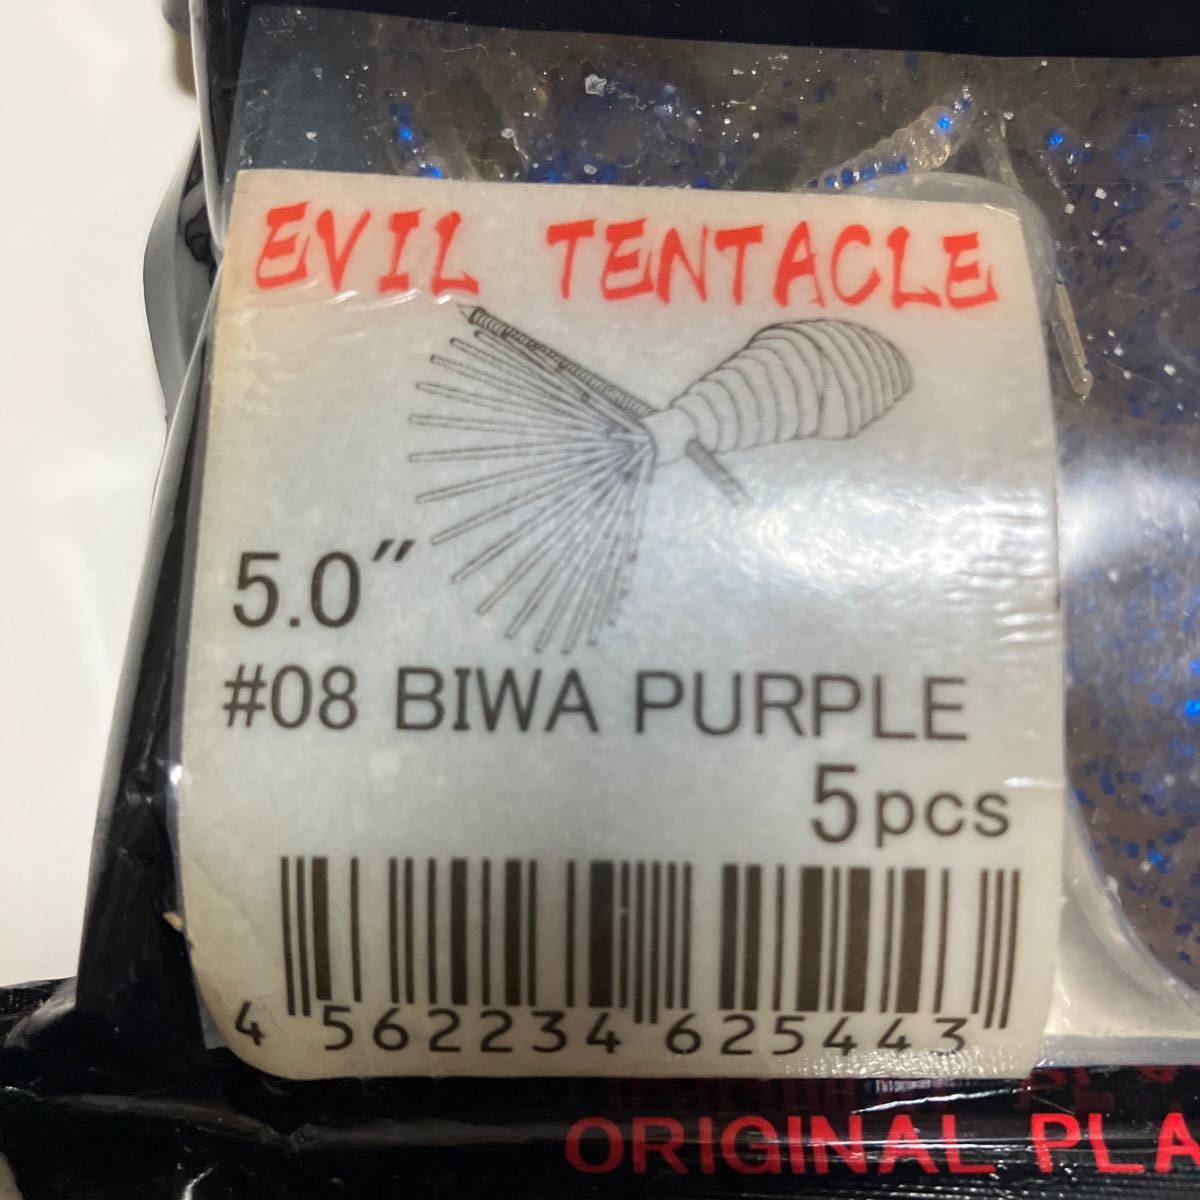 EVIL TENTACLE
5.0″
#08 BIWA PURPLE
5pcs
4 562234 625443
ORIGINAL PLA